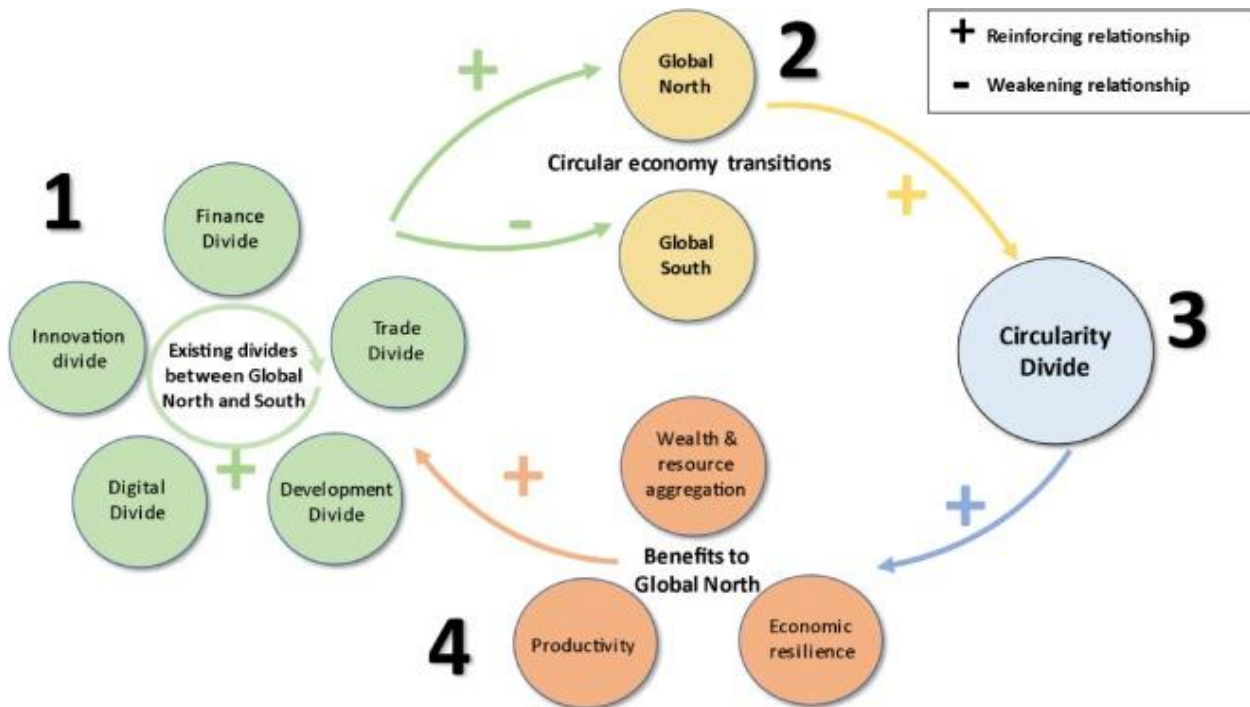 + Reinforcing relationship
- Weakening relationship
1
Finance
Divide
Innovation
divide
Trade
Divide
Existing divides
between Global
North and South
+
Digital
Divide
Development
Divide
+
-
2
Global
North
Circular economy transitions
Global
South
+
3
Circularity
Divide
+
4
Wealth &
resource
aggregation
Benefits to
Global North
Productivity
Economic
resilience
+